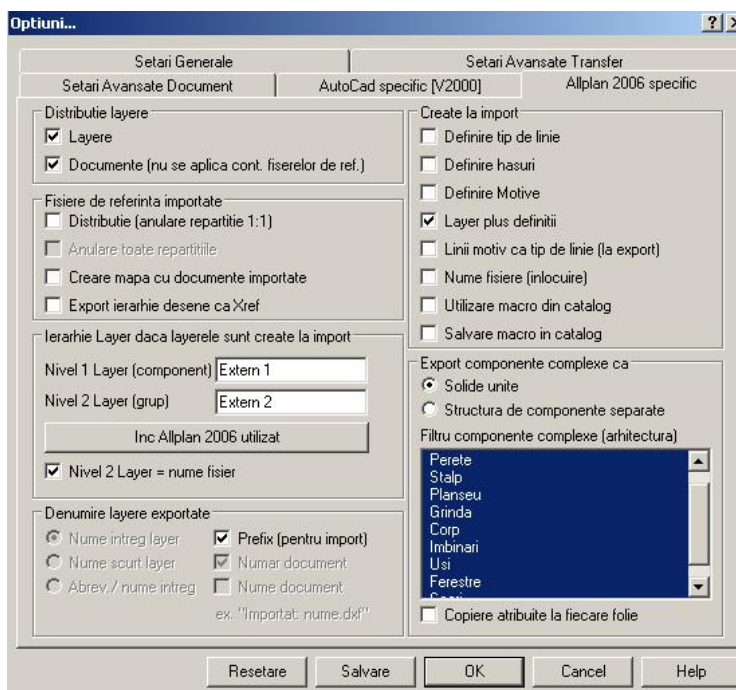 Optiuni...
Setari Generale
Setari Avansate Transfer
Setari Avansate Document
AutoCad specific [V2000]
Allplan 2006 specific
Distributie layere
Layere
Documente (nu se aplica cont. fiserelor de ref.)
Fisiere de referinta importate
Distributie (anulare repartitie 1:1)
Anulare toate repartitiile
Creare mapa cu documente importate
Export ierarhie desene ca Xref
Ierarhie Layer daca layerele sunt create la import
Nivel 1 Layer (component) Extern 1
Nivel 2 Layer (grup) Extern 2
Inc Allplan 2006 utilizat
Nivel 2 Layer = nume fisier
Denumire layere exportate
Nume intreg layer
Nume scurt layer
Abrev./ nume intreg
Prefix (pentru import)
Numar document
Nume document
ex. "Importat: nume.dxf"
Create la import
Definire tip de linie
Definire hasuri
Definire Motive
Layer plus definitii
Linii motiv ca tip de linie (la export)
Nume fisiere (inlocuire)
Utilizare macro din catalog
Salvare macro in catalog
Export componente complexe ca
Solide unite
Structura de componente separate
Filtru componente complexe (arhitectura)
Perete
Stalp
Planseu
Grinda
Corp
Imbinari
Usi
Ferestre
Copiere atribuite la fiecare folie
Resetare
Salvare
OK
Cancel
Help